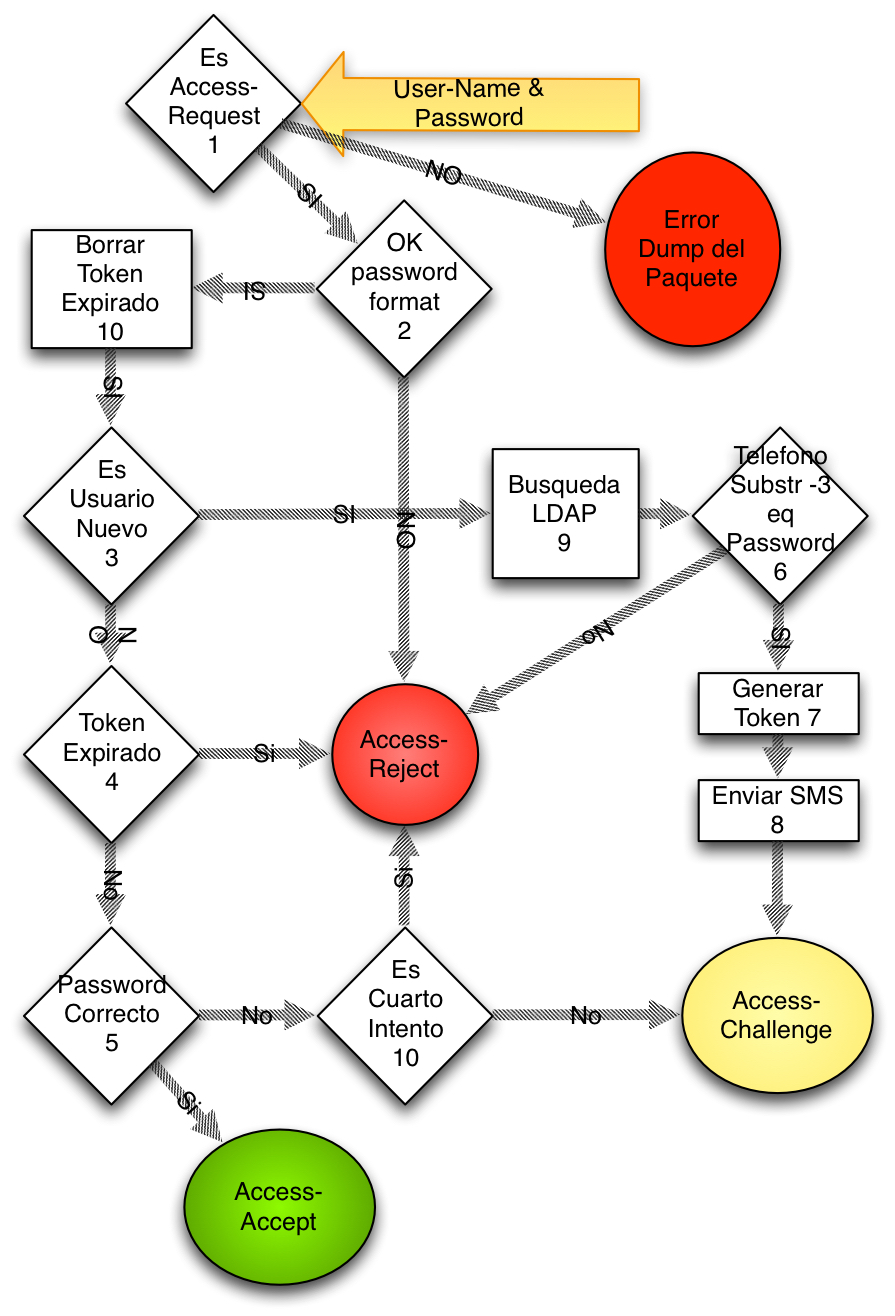 Es
Access-
Request
1
User-Name &
Password
NO
SI
Error
Dump del
Paquete
OK
password
format
2
SI
Borrar
Token
Expirado
10
SI
Es
Usuario
Nuevo
3
SI
NO
Busqueda
LDAP
9
Telefono
Substr -3
eq
Password
6
No
SI
N
O
Generar
Token 7
Token
Expirado
4
Si
Access-
Reject
Enviar SMS
8
No
Si
Password
Correcto
5
No
Es
Cuarto
Intento
10
No
Access-
Challenge
Si
Access-
Accept